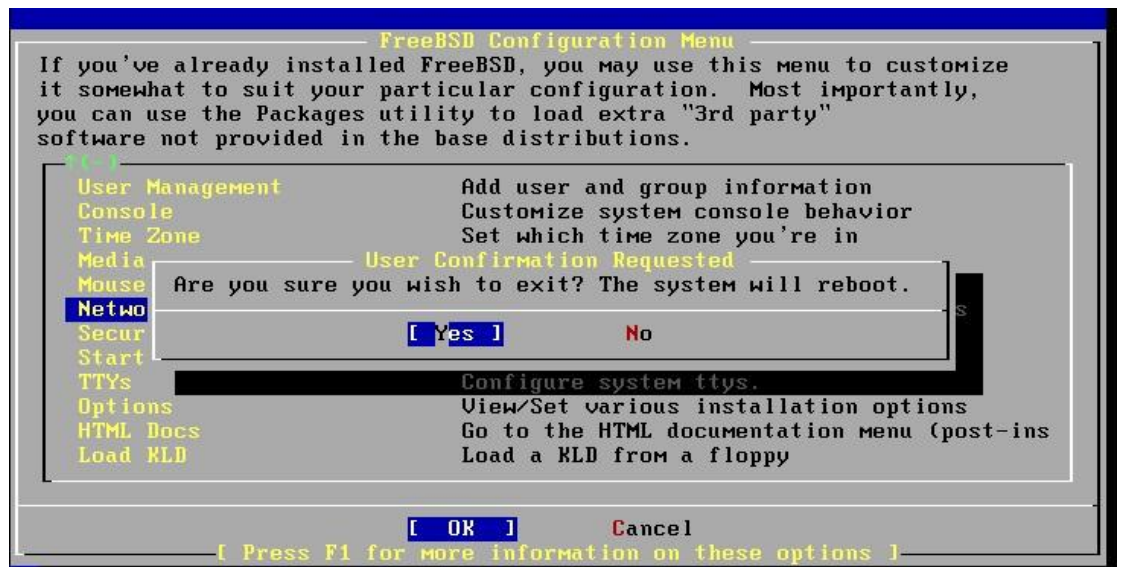 FreeBSD Configuration Menu
If you've already installed FreeBSD, you may use this menu to customize
it somewhat to suit your particular configuration.  Most importantly,
you can use the Packages utility to load extra "3rd party"
software not provided in the base distributions.
↑(-)
User Management Add user and group information
Console Customize system console behavior
Time Zone Set which time zone you're in
Media
User Confirmation Requested
Mouse
Are you sure you wish to exit? The system will reboot.
Netwo s
[ Yes ] No
Secur
Start
TTYs Configure system ttys.
Options View/Set various installation options
HTML Docs Go to the HTML documentation menu (post-ins
Load KLD Load a KLD from a floppy
[ OK ] Cancel
[ Press F1 for more information on these options ]